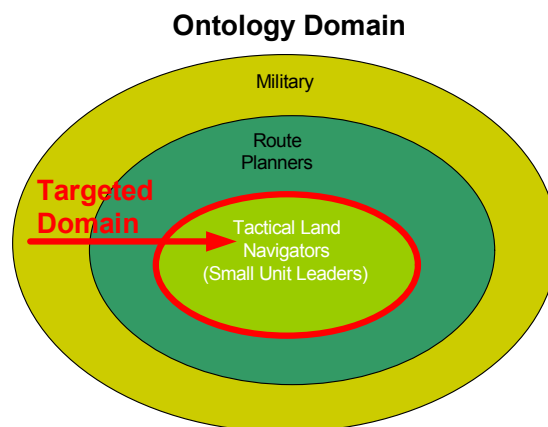 Ontology Domain
Military
Route
Planners
Targeted
Domain
Tactical Land
Navigators
(Small Unit Leaders)